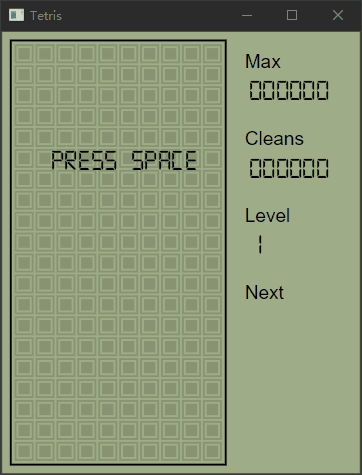 Tetris
Max
000000
PRESS SPACE
Cleans
000000
Level
1
Next